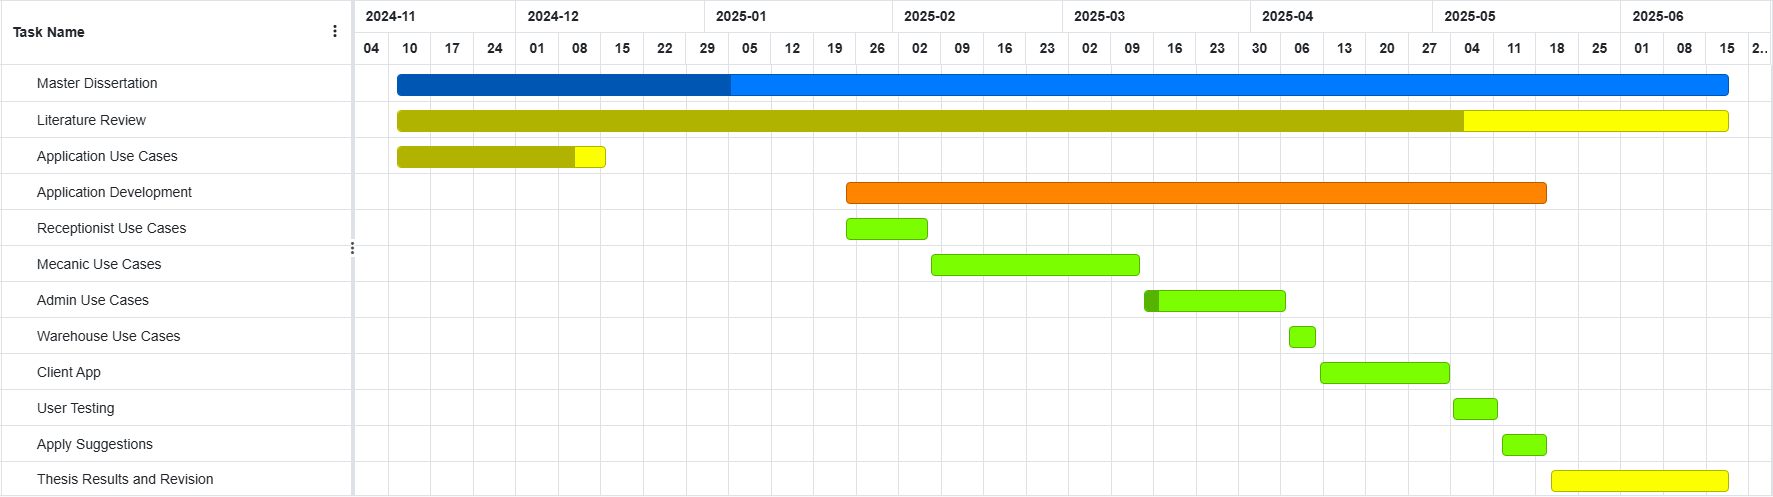 Task Name
2024-11 2024-12 2025-01 2025-02 2025-03 2025-04 2025-05 2025-06
04 10 17 24 01 08 15 22 29 05 12 19 26 02 09 16 23 02 09 16 23 30 06 13 20 27 04 11 18 25 01 08 15 2..
Master Dissertation
Literature Review
Application Use Cases
Application Development
Receptionist Use Cases
Mecanic Use Cases
Admin Use Cases
Warehouse Use Cases
Client App
User Testing
Apply Suggestions
Thesis Results and Revision